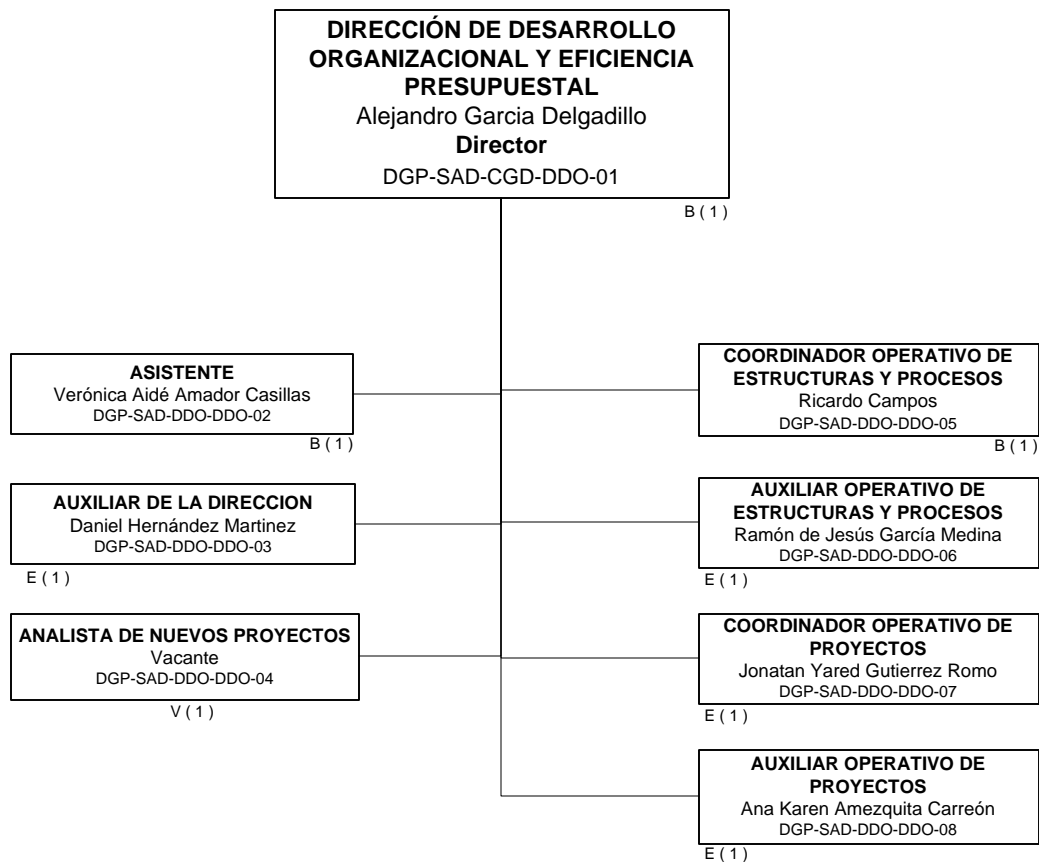 DIRECCIÓN DE DESARROLLO
ORGANIZACIONAL Y EFICIENCIA
PRESUPUESTAL
Alejandro Garcia Delgadillo
Director
DGP-SAD-CGD-DDO-01
B ( 1 )
ASISTENTE
Verónica Aidé Amador Casillas
DGP-SAD-DDO-DDO-02
B ( 1 )
AUXILIAR DE LA DIRECCION
Daniel Hernández Martinez
DGP-SAD-DDO-DDO-03
E ( 1 )
ANALISTA DE NUEVOS PROYECTOS
Vacante
DGP-SAD-DDO-DDO-04
V ( 1 )
COORDINADOR OPERATIVO DE
ESTRUCTURAS Y PROCESOS
Ricardo Campos
DGP-SAD-DDO-DDO-05
B ( 1 )
AUXILIAR OPERATIVO DE
ESTRUCTURAS Y PROCESOS
Ramón de Jesús García Medina
DGP-SAD-DDO-DDO-06
E ( 1 )
COORDINADOR OPERATIVO DE
PROYECTOS
Jonatan Yared Gutierrez Romo
DGP-SAD-DDO-DDO-07
E ( 1 )
AUXILIAR OPERATIVO DE
PROYECTOS
Ana Karen Amezquita Carreón
DGP-SAD-DDO-DDO-08
E ( 1 )